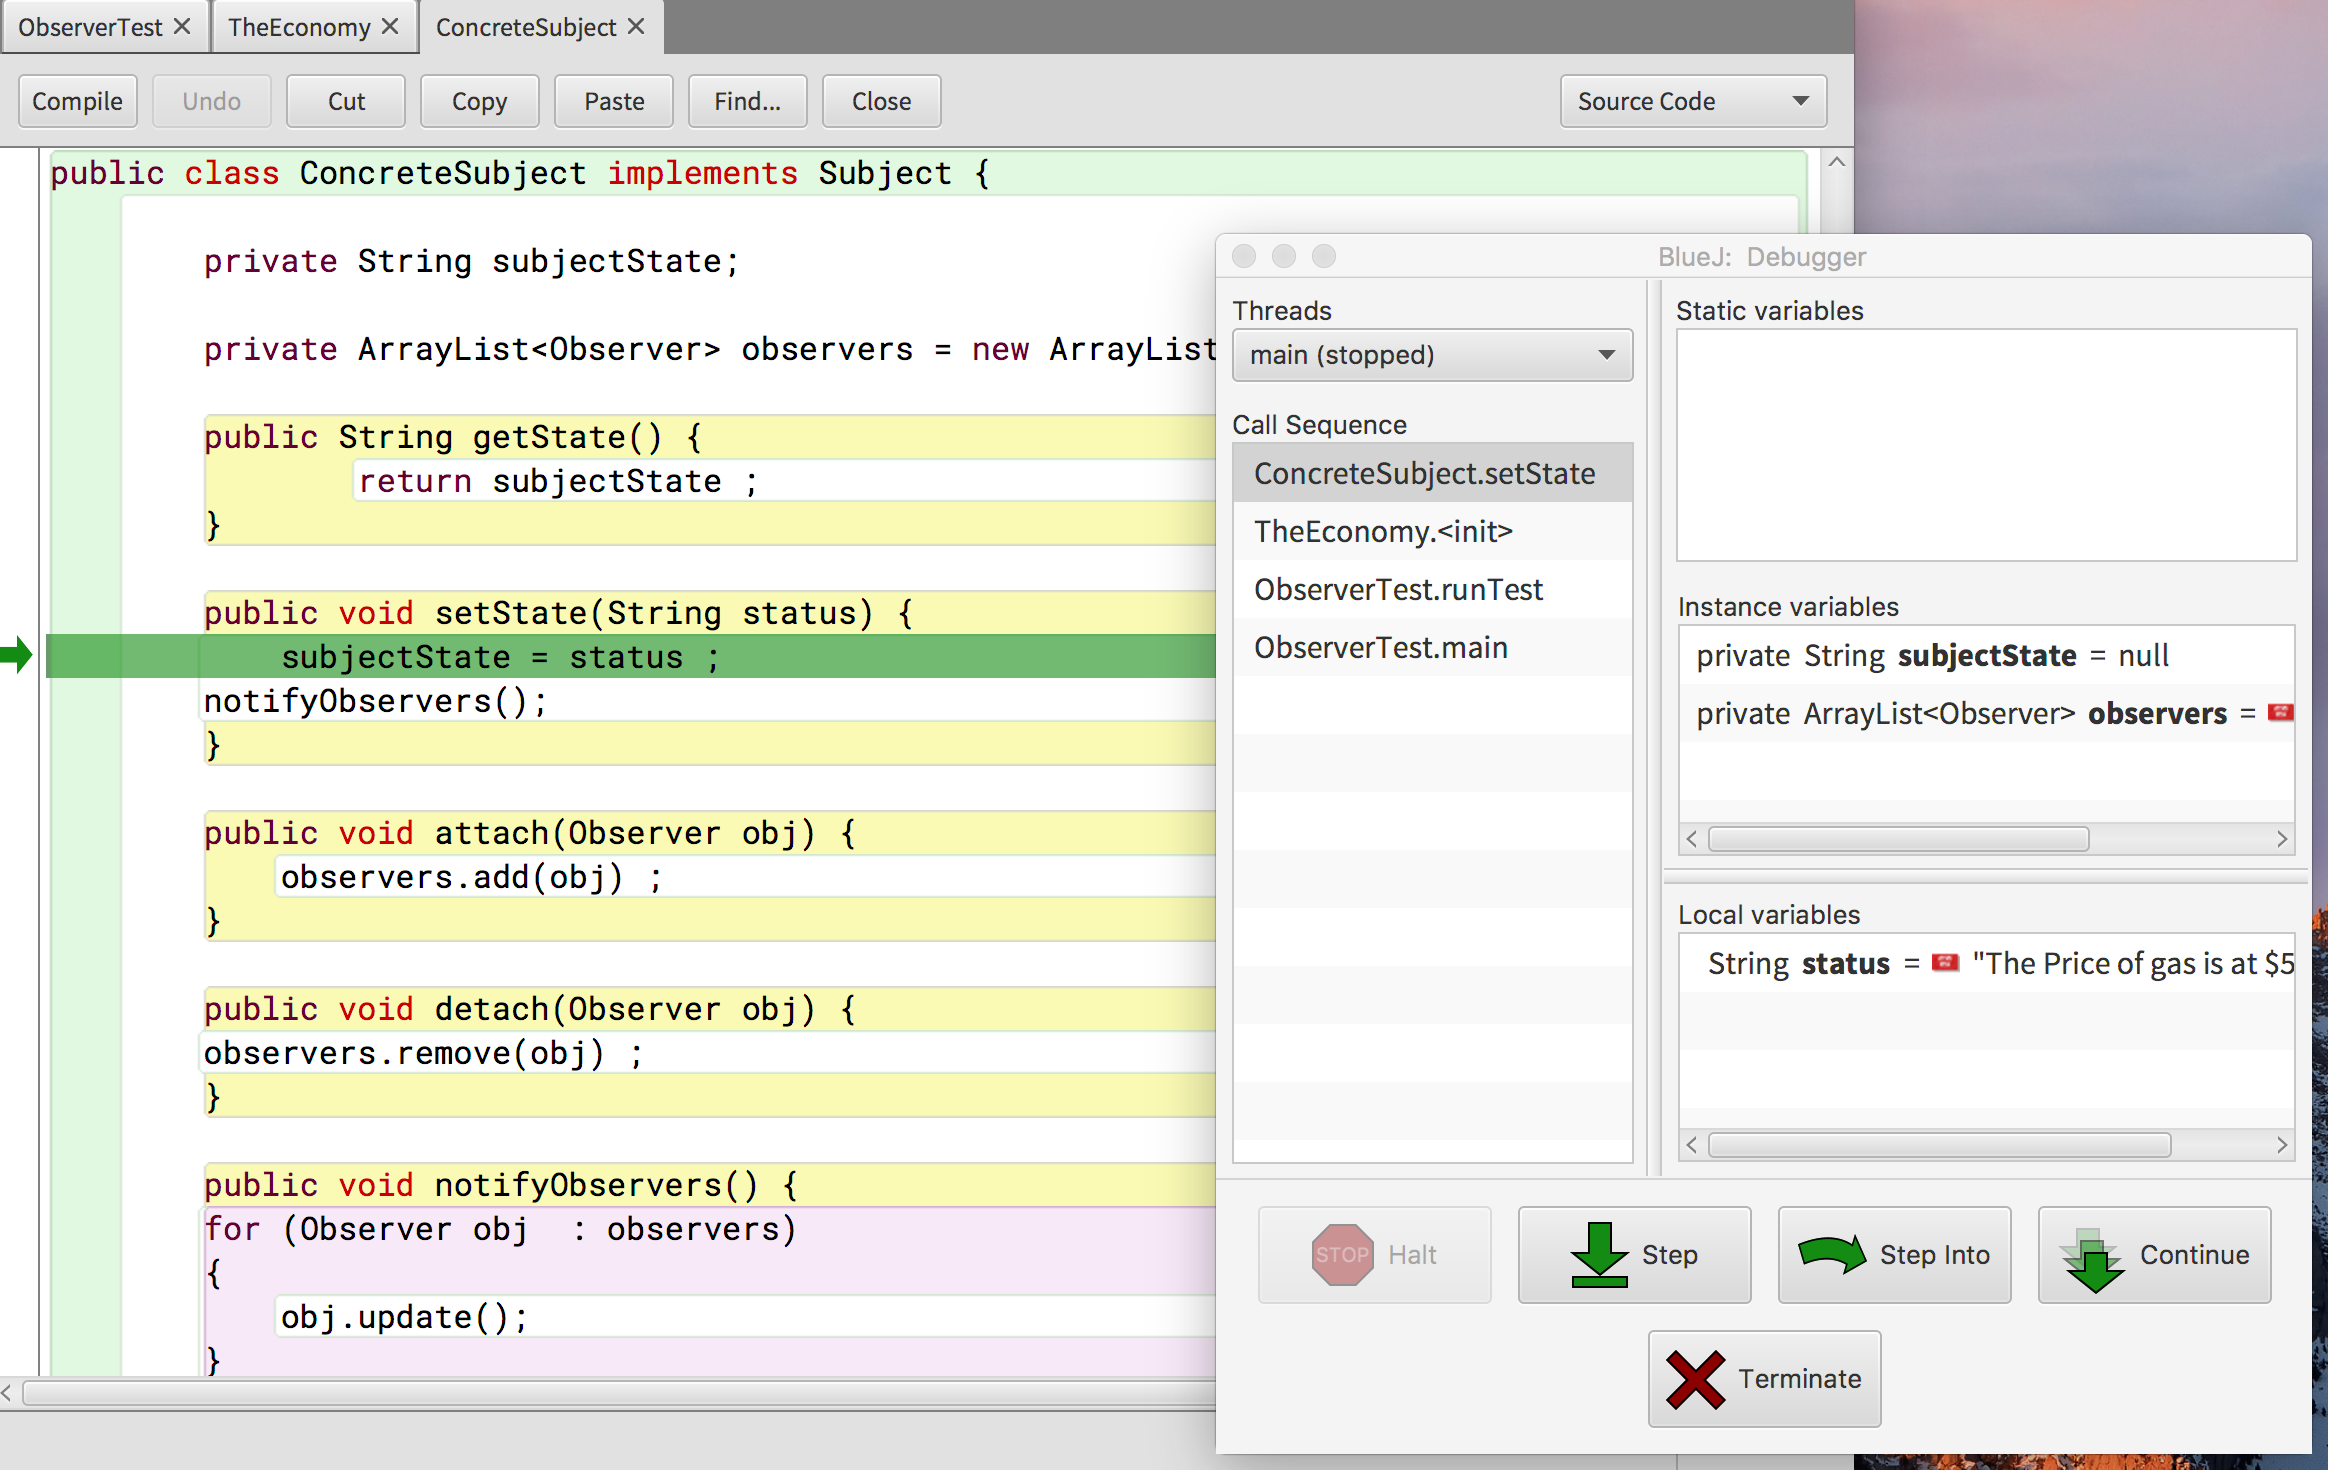 ObserverTest
TheEconomy
ConcreteSubject
Compile
Undo
Cut
Copy
Paste
Find...
Close
Source Code
public class ConcreteSubject implements Subject {
private String subjectState;
private ArrayList<Observer> observers = new ArrayList
public String getState() {
return subjectState ;
}
public void setState(String status) {
subjectState = status ;
notifyObservers();
}
public void attach(Observer obj) {
observers.add(obj) ;
}
public void detach(Observer obj) {
observers.remove(obj) ;
}
public void notifyObservers() {
for (Observer obj  : observers)
{
obj.update();
}
BlueJ:  Debugger
Threads
main (stopped)
Call Sequence
ConcreteSubject.setState
TheEconomy.<init>
ObserverTest.runTest
ObserverTest.main
Static variables
Instance variables
private String subjectState = null
private ArrayList<Observer> observers =
Local variables
String status = "The Price of gas is at $5
STOP Halt
Step
Step Into
Continue
Terminate